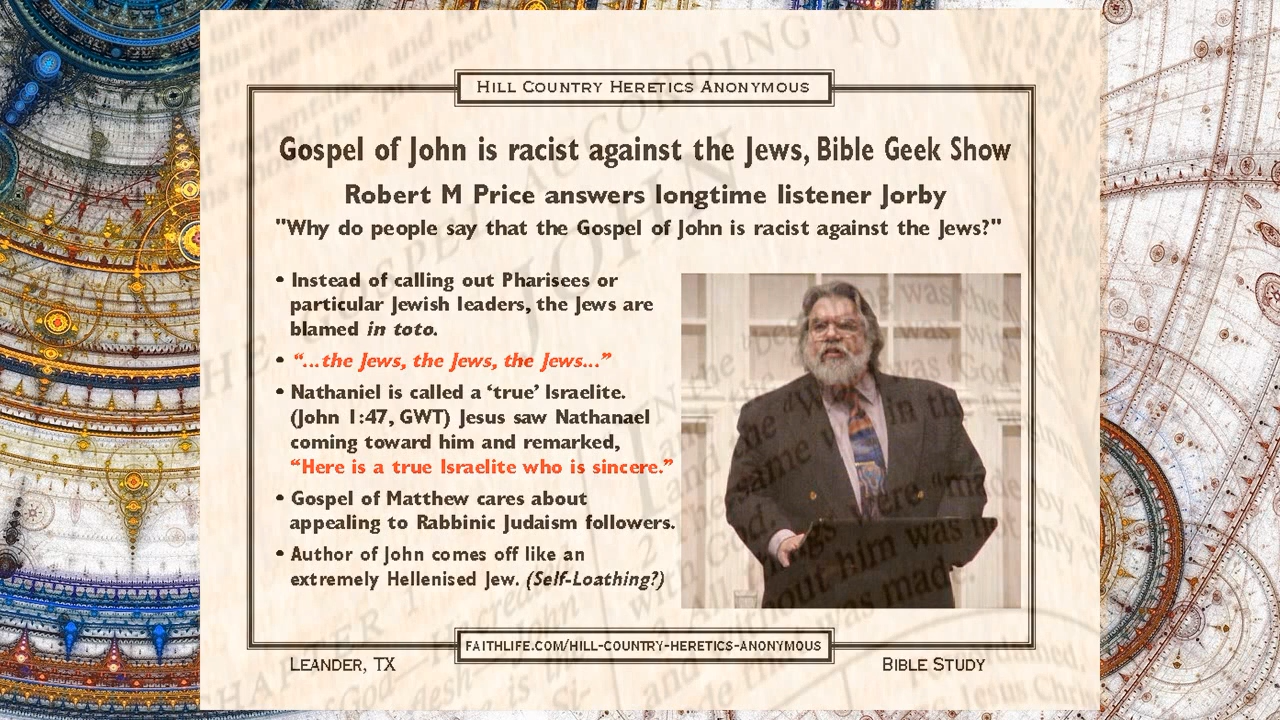 HILL COUNTRY HERETICS ANONYMOUS
Gospel of John is racist against the Jews, Bible Geek Show
Robert M Price answers longtime listener Jorby
"Why do people say that the Gospel of John is racist against the Jews?"
• Instead of calling out Pharisees or
particular Jewish leaders, the Jews are
blamed in toto.
• “...the Jews, the Jews, the Jews...”
• Nathaniel is called a ‘true’ Israelite.
(John 1:47, GWT) Jesus saw Nathanael
coming toward him and remarked,
“Here is a true Israelite who is sincere.”
• Gospel of Matthew cares about
appealing to Rabbinic Judaism followers.
• Author of John comes off like an
extremely Hellenised Jew. (Self-Loathing?)
FAITHLIFE.COM/HILL-COUNTRY-HERETICS-ANONYMOUS
LEANDER, TX
BIBLE STUDY
ACCORDING TO
JOHN